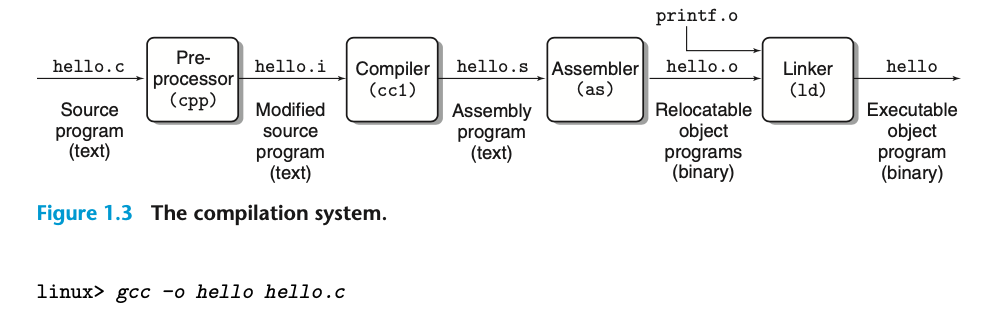 printf.o
hello.c
Pre-
processor
(cpp)
hello.i
Compiler
(cc1)
hello.s
Assembler
(as)
hello.o
Linker
(ld)
hello
Source
program
(text)
Modified
source
program
(text)
Assembly
program
(text)
Relocatable
object
programs
(binary)
Executable
object
program
(binary)
Figure 1.3 The compilation system.
linux> gcc -o hello hello.c